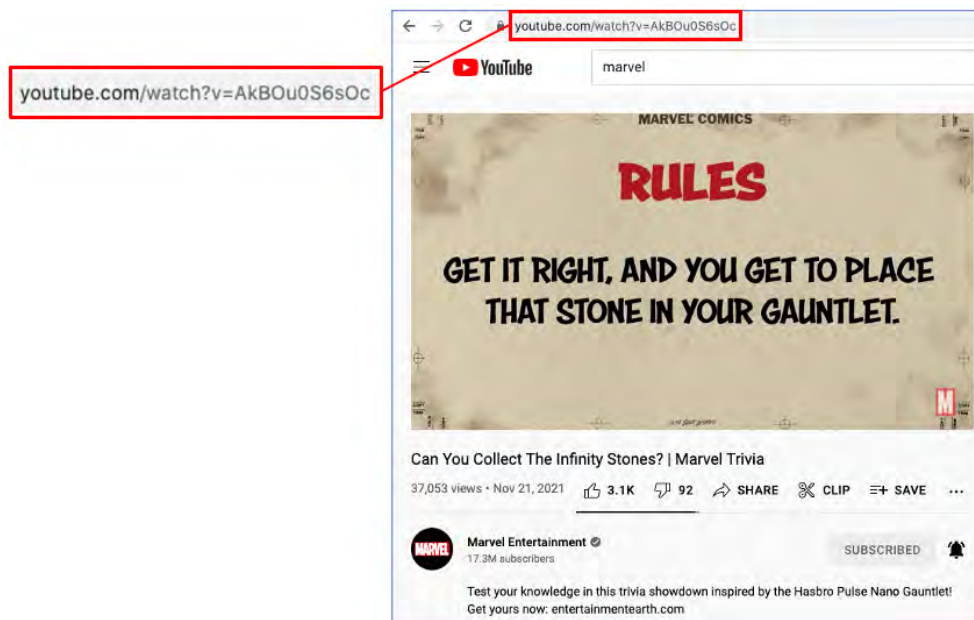 youtube.com/watch?v=AkBOu0S6sOc
youtube.com/watch?v=AkBOu0S6sOc
YouTube
marvel
MARVEL COMICS
RULES
GET IT RIGHT, AND YOU GET TO PLACE
THAT STONE IN YOUR GAUNTLET.
M
Can You Collect The Infinity Stones? | Marvel Trivia
37,053 views • Nov 21, 2021 3.1K 92 SHARE CLIP SAVE ...
MARVEL
Marvel Entertainment
17.3M subscribers
SUBSCRIBED
Test your knowledge in this trivia showdown inspired by the Hasbro Pulse Nano Gauntlet!
Get yours now: entertainmentearth.com